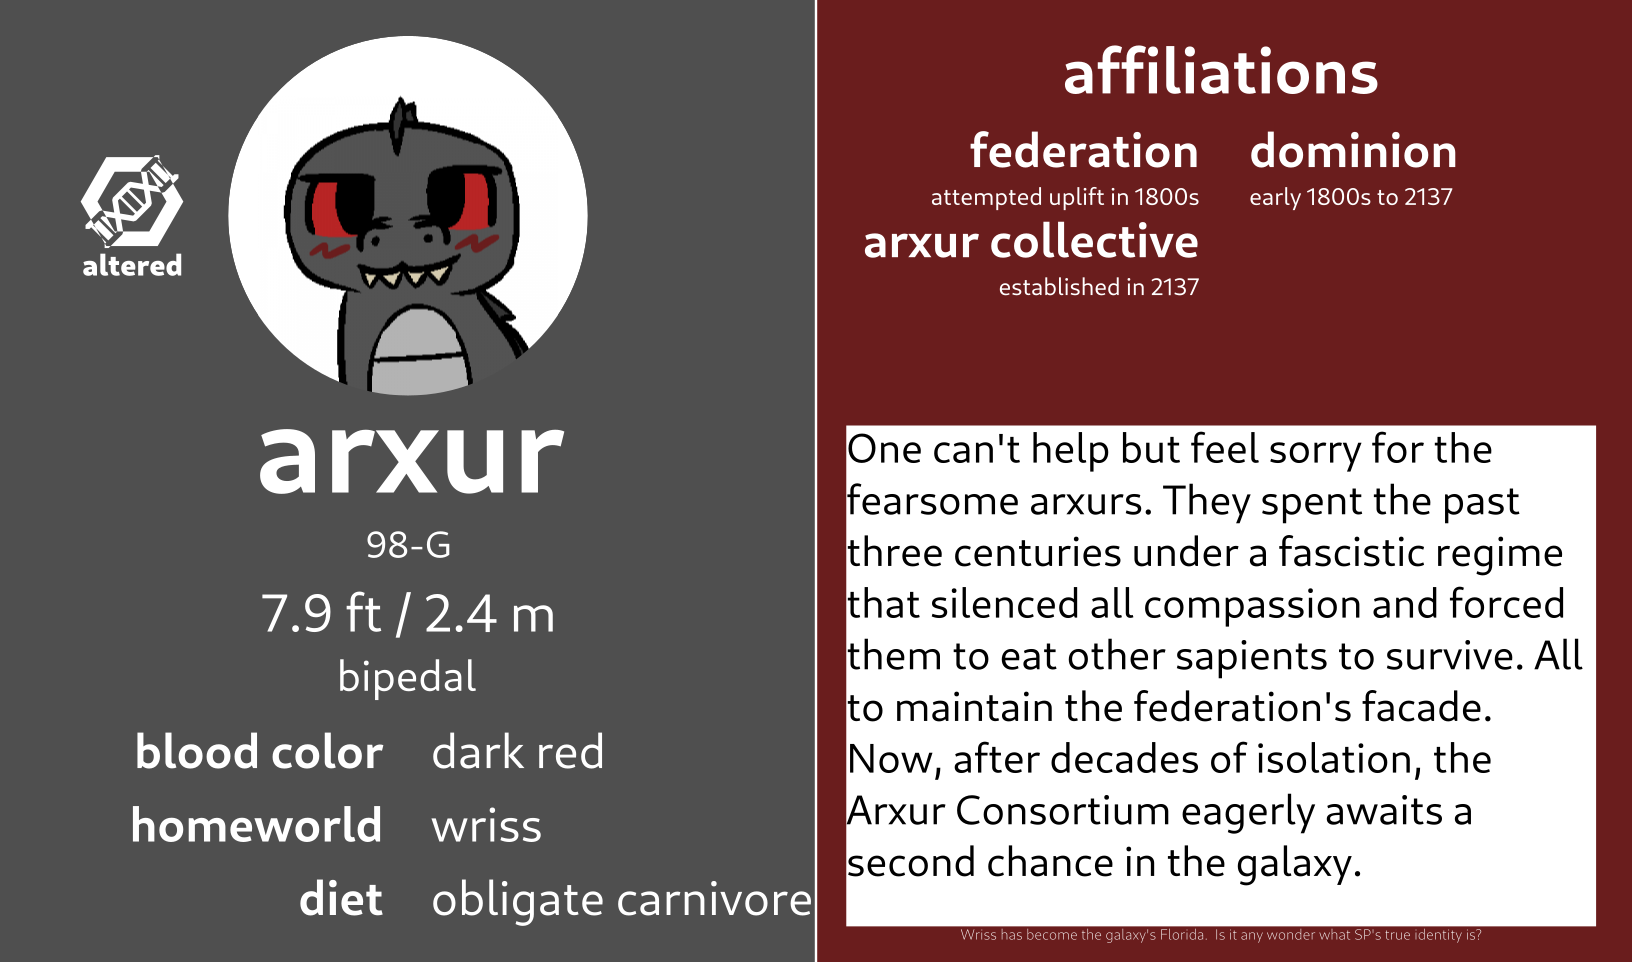 altered
arxur
98-G
7.9 ft / 2.4 m
bipedal
blood color dark red
homeworld wriss
diet obligate carnivore
affiliations
federation
attempted uplift in 1800s
dominion
early 1800s to 2137
arxur collective
established in 2137
One can't help but feel sorry for the
fearsome arxurs. They spent the past
three centuries under a fascistic regime
that silenced all compassion and forced
them to eat other sapients to survive. All
to maintain the federation's facade.
Now, after decades of isolation, the
Arxur Consortium eagerly awaits a
second chance in the galaxy.
Wriss has become the galaxy's Florida. Is it any wonder what SP's true identity is?